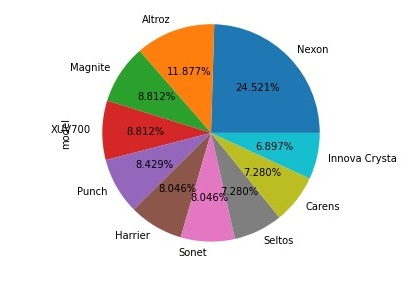 Altroz
Nexon
Magnite
11.877%
24.521%
8.812%
XUV700
model
8.812%
6.897%
Innova Crysta
8.429%
7.280%
Punch
8.046%
8.046%
7.280%
Carens
Harrier
Sonet
Seltos